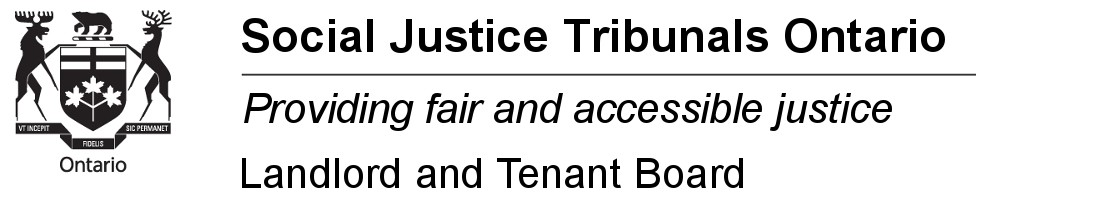 Social Justice Tribunals Ontario
Providing fair and accessible justice
Landlord and Tenant Board
VT INCEPIT
SIC PERMANET
FIDELIS
Ontario